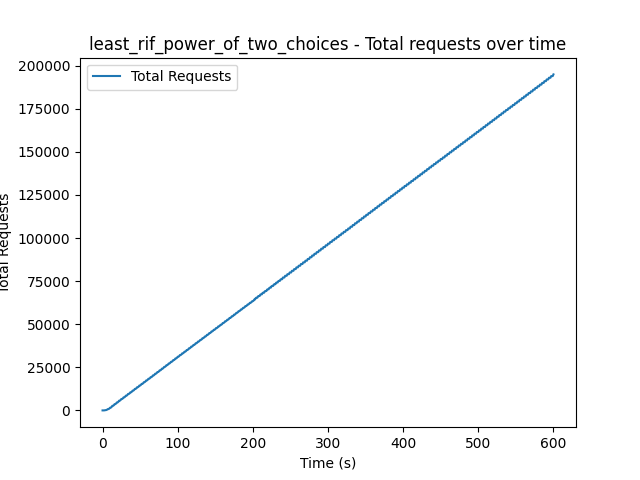 least_rif_power_of_two_choices - Total requests over time
Total Requests
200000
175000
150000
125000
100000
75000
50000
25000
0
Total Requests
0 100 200 300 400 500 600
Time (s)